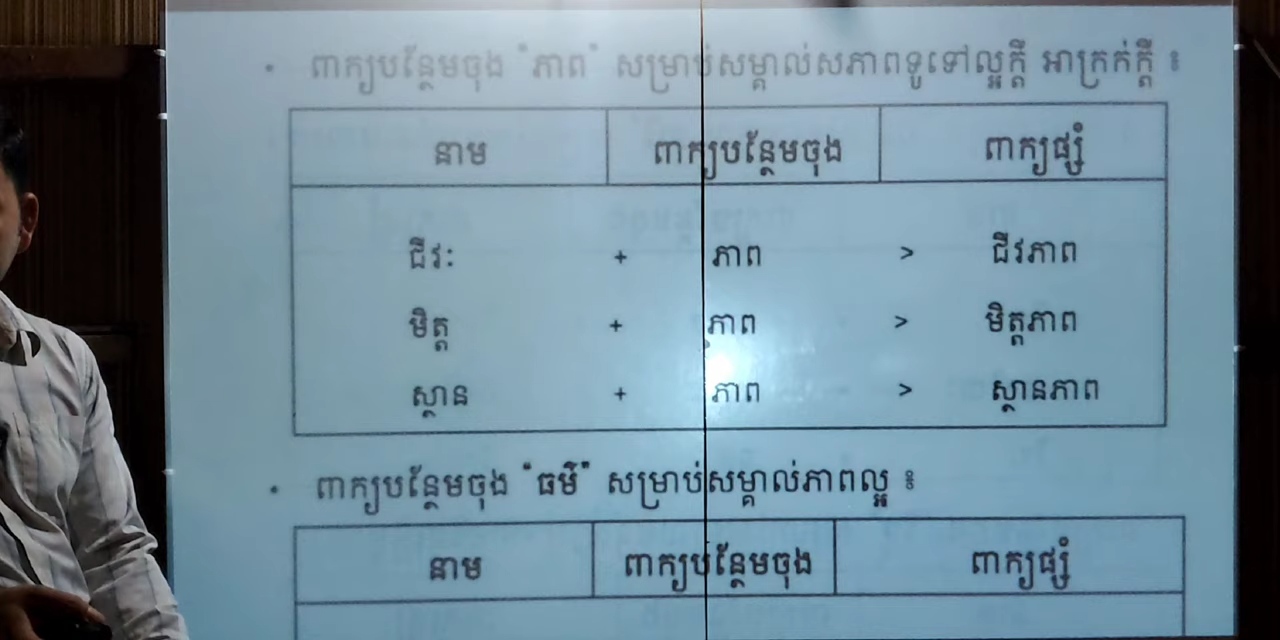 • ពាក្យបន្ថែមចុង "ភាព" សម្រាប់សម្គាល់សភាពទូទៅល្អក្ដី អាក្រក់ក្ដី ៖
នាម ពាក្យបន្ថែមចុង ពាក្យផ្សំ
ជីវៈ + ភាព > ជីវភាព
មិត្ត + ភាព > មិត្តភាព
ស្ថាន + ភាព > ស្ថានភាព
• ពាក្យបន្ថែមចុង "ធម៌" សម្រាប់សម្គាល់ភាពល្អ ៖
នាម ពាក្យបន្ថែមចុង ពាក្យផ្សំ